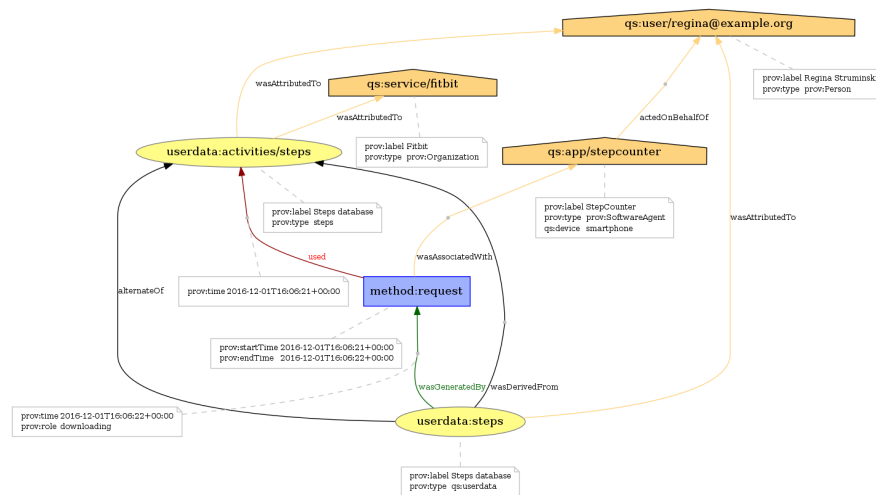 qs:user/regina@example.org
prov:label Regina Struminski
prov:type prov:Person
qs:service/fitbit
wasAttributedTo
wasAttributedTo
actedOnBehalfOf
prov:label Fitbit
prov:type prov:Organization
userdata:activities/steps
qs:app/stepcounter
prov:label Steps database
prov:type steps
prov:label StepCounter
prov:type prov:SoftwareAgent
qs:device smartphone
wasAttributedTo
used
wasAssociatedWith
alternateOf
prov:time 2016-12-01T16:06:21+00:00
method:request
prov:startTime 2016-12-01T16:06:21+00:00
prov:endTime 2016-12-01T16:06:22+00:00
wasGeneratedBy
wasDerivedFrom
prov:time 2016-12-01T16:06:22+00:00
prov:role downloading
userdata:steps
prov:label Steps database
prov:type qs:userdata